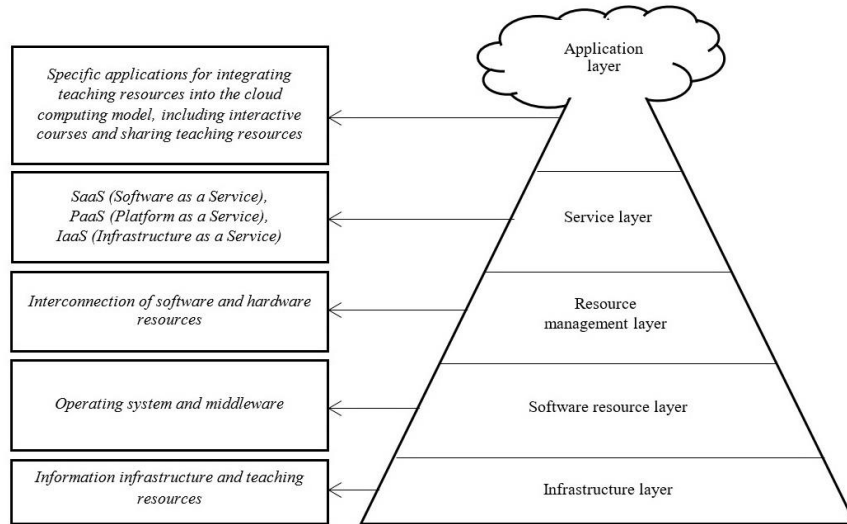 Application
layer
Specific applications for integrating
teaching resources into the cloud
computing model, including interactive
courses and sharing teaching resources
SaaS (Software as a Service),
PaaS (Platform as a Service),
IaaS (Infrastructure as a Service)
Service layer
Interconnection of software and hardware
resources
Resource
management layer
Operating system and middleware
Software resource layer
Information infrastructure and teaching
resources
Infrastructure layer